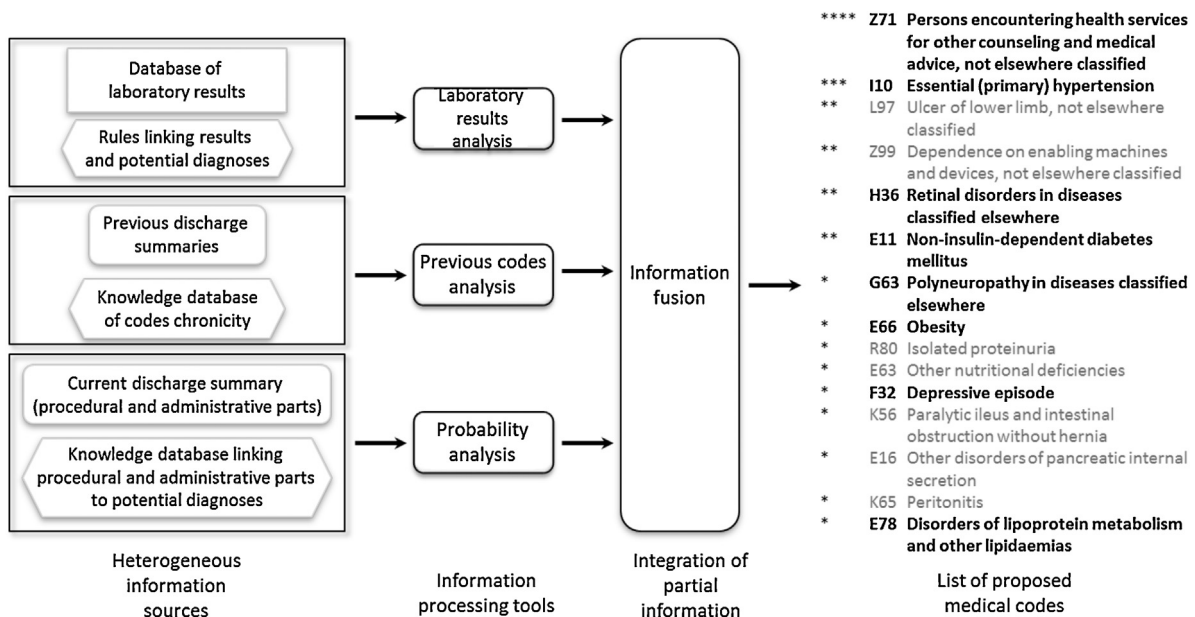 Database of
laboratory results
Rules linking results
and potential diagnoses
Previous discharge
summaries
Knowledge database
of codes chronicity
Current discharge summary
(procedural and administrative parts)
Knowledge database linking
procedural and administrative parts
to potential diagnoses
Heterogeneous
information
sources
Laboratory
results
analysis
Previous codes
analysis
Probability
analysis
Information
processing tools
Information
fusion
Integration of
partial
information
**** Z71 Persons encountering health services
for other counseling and medical
advice, not elsewhere classified
*** I10 Essential (primary) hypertension
** L97 Ulcer of lower limb, not elsewhere
classified
** Z99 Dependence on enabling machines
and devices, not elsewhere classified
** H36 Retinal disorders in diseases
classified elsewhere
** E11 Non-insulin-dependent diabetes
mellitus
* G63 Polyneuropathy in diseases classified
elsewhere
* E66 Obesity
* R80 Isolated proteinuria
* E63 Other nutritional deficiencies
* F32 Depressive episode
* K56 Paralytic ileus and intestinal
obstruction without hernia
* E16 Other disorders of pancreatic internal
secretion
* K65 Peritonitis
* E78 Disorders of lipoprotein metabolism
and other lipidaemias
List of proposed
medical codes